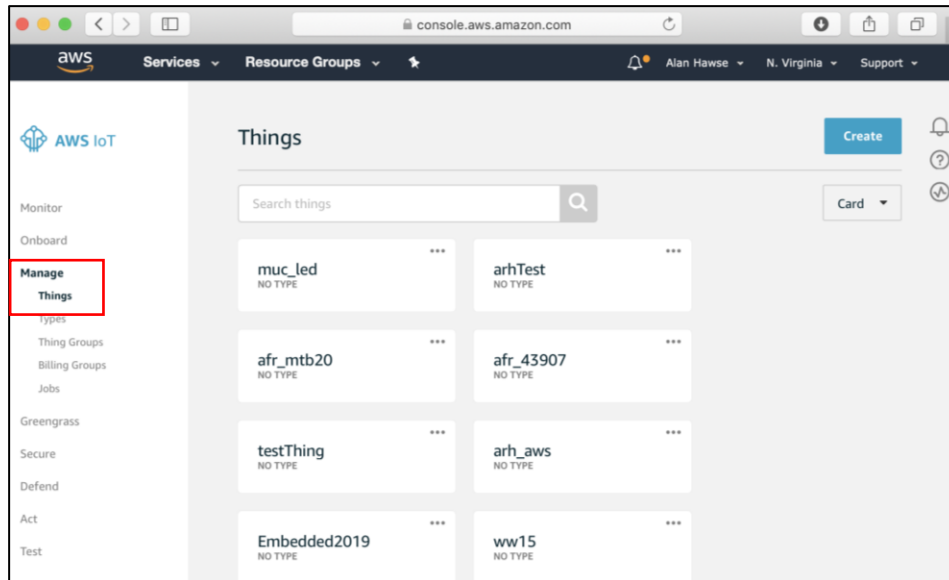 console.aws.amazon.com
aws Services Resource Groups Alan Hawse N. Virginia Support
AWS IoT
Things
Create
Search things
Card
Monitor
Onboard
Manage
Things
Types
Thing Groups
Billing Groups
Jobs
Greengrass
Secure
Defend
Act
Test
muc_led
NO TYPE
arhTest
NO TYPE
afr_mtb20
NO TYPE
afr_43907
NO TYPE
testThing
NO TYPE
arh_aws
NO TYPE
Embedded2019
NO TYPE
ww15
NO TYPE